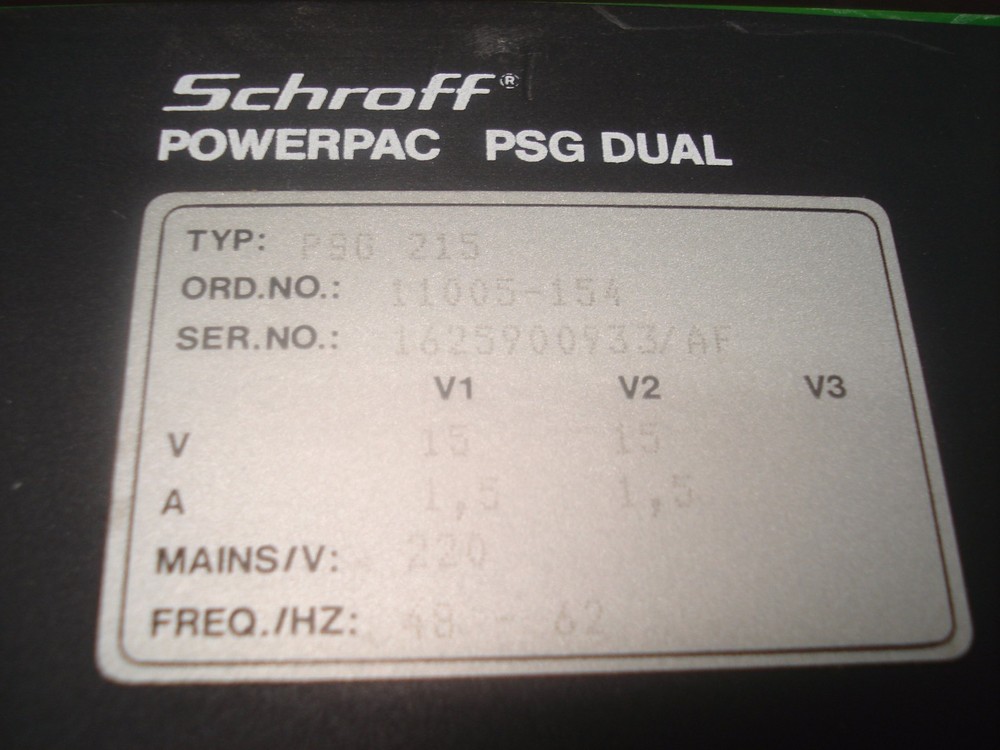 Schroff®
POWERPAC PSG DUAL
TYP: PSG 215
ORD.NO.: 11005-154
SER.NO.: 1625900933/AF
V1 V2 V3
V 15 15
A 1,5 1,5
MAINS/V: 220
FREQ./HZ: 48 - 62